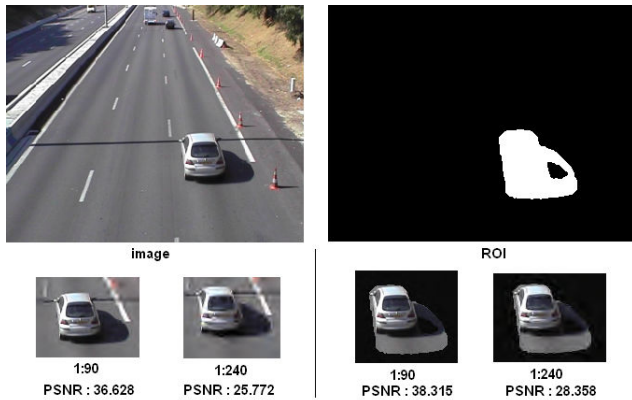 image
ROI
1:90
PSNR : 36.628
1:240
PSNR : 25.772
1:90
PSNR : 38.315
1:240
PSNR : 28.358